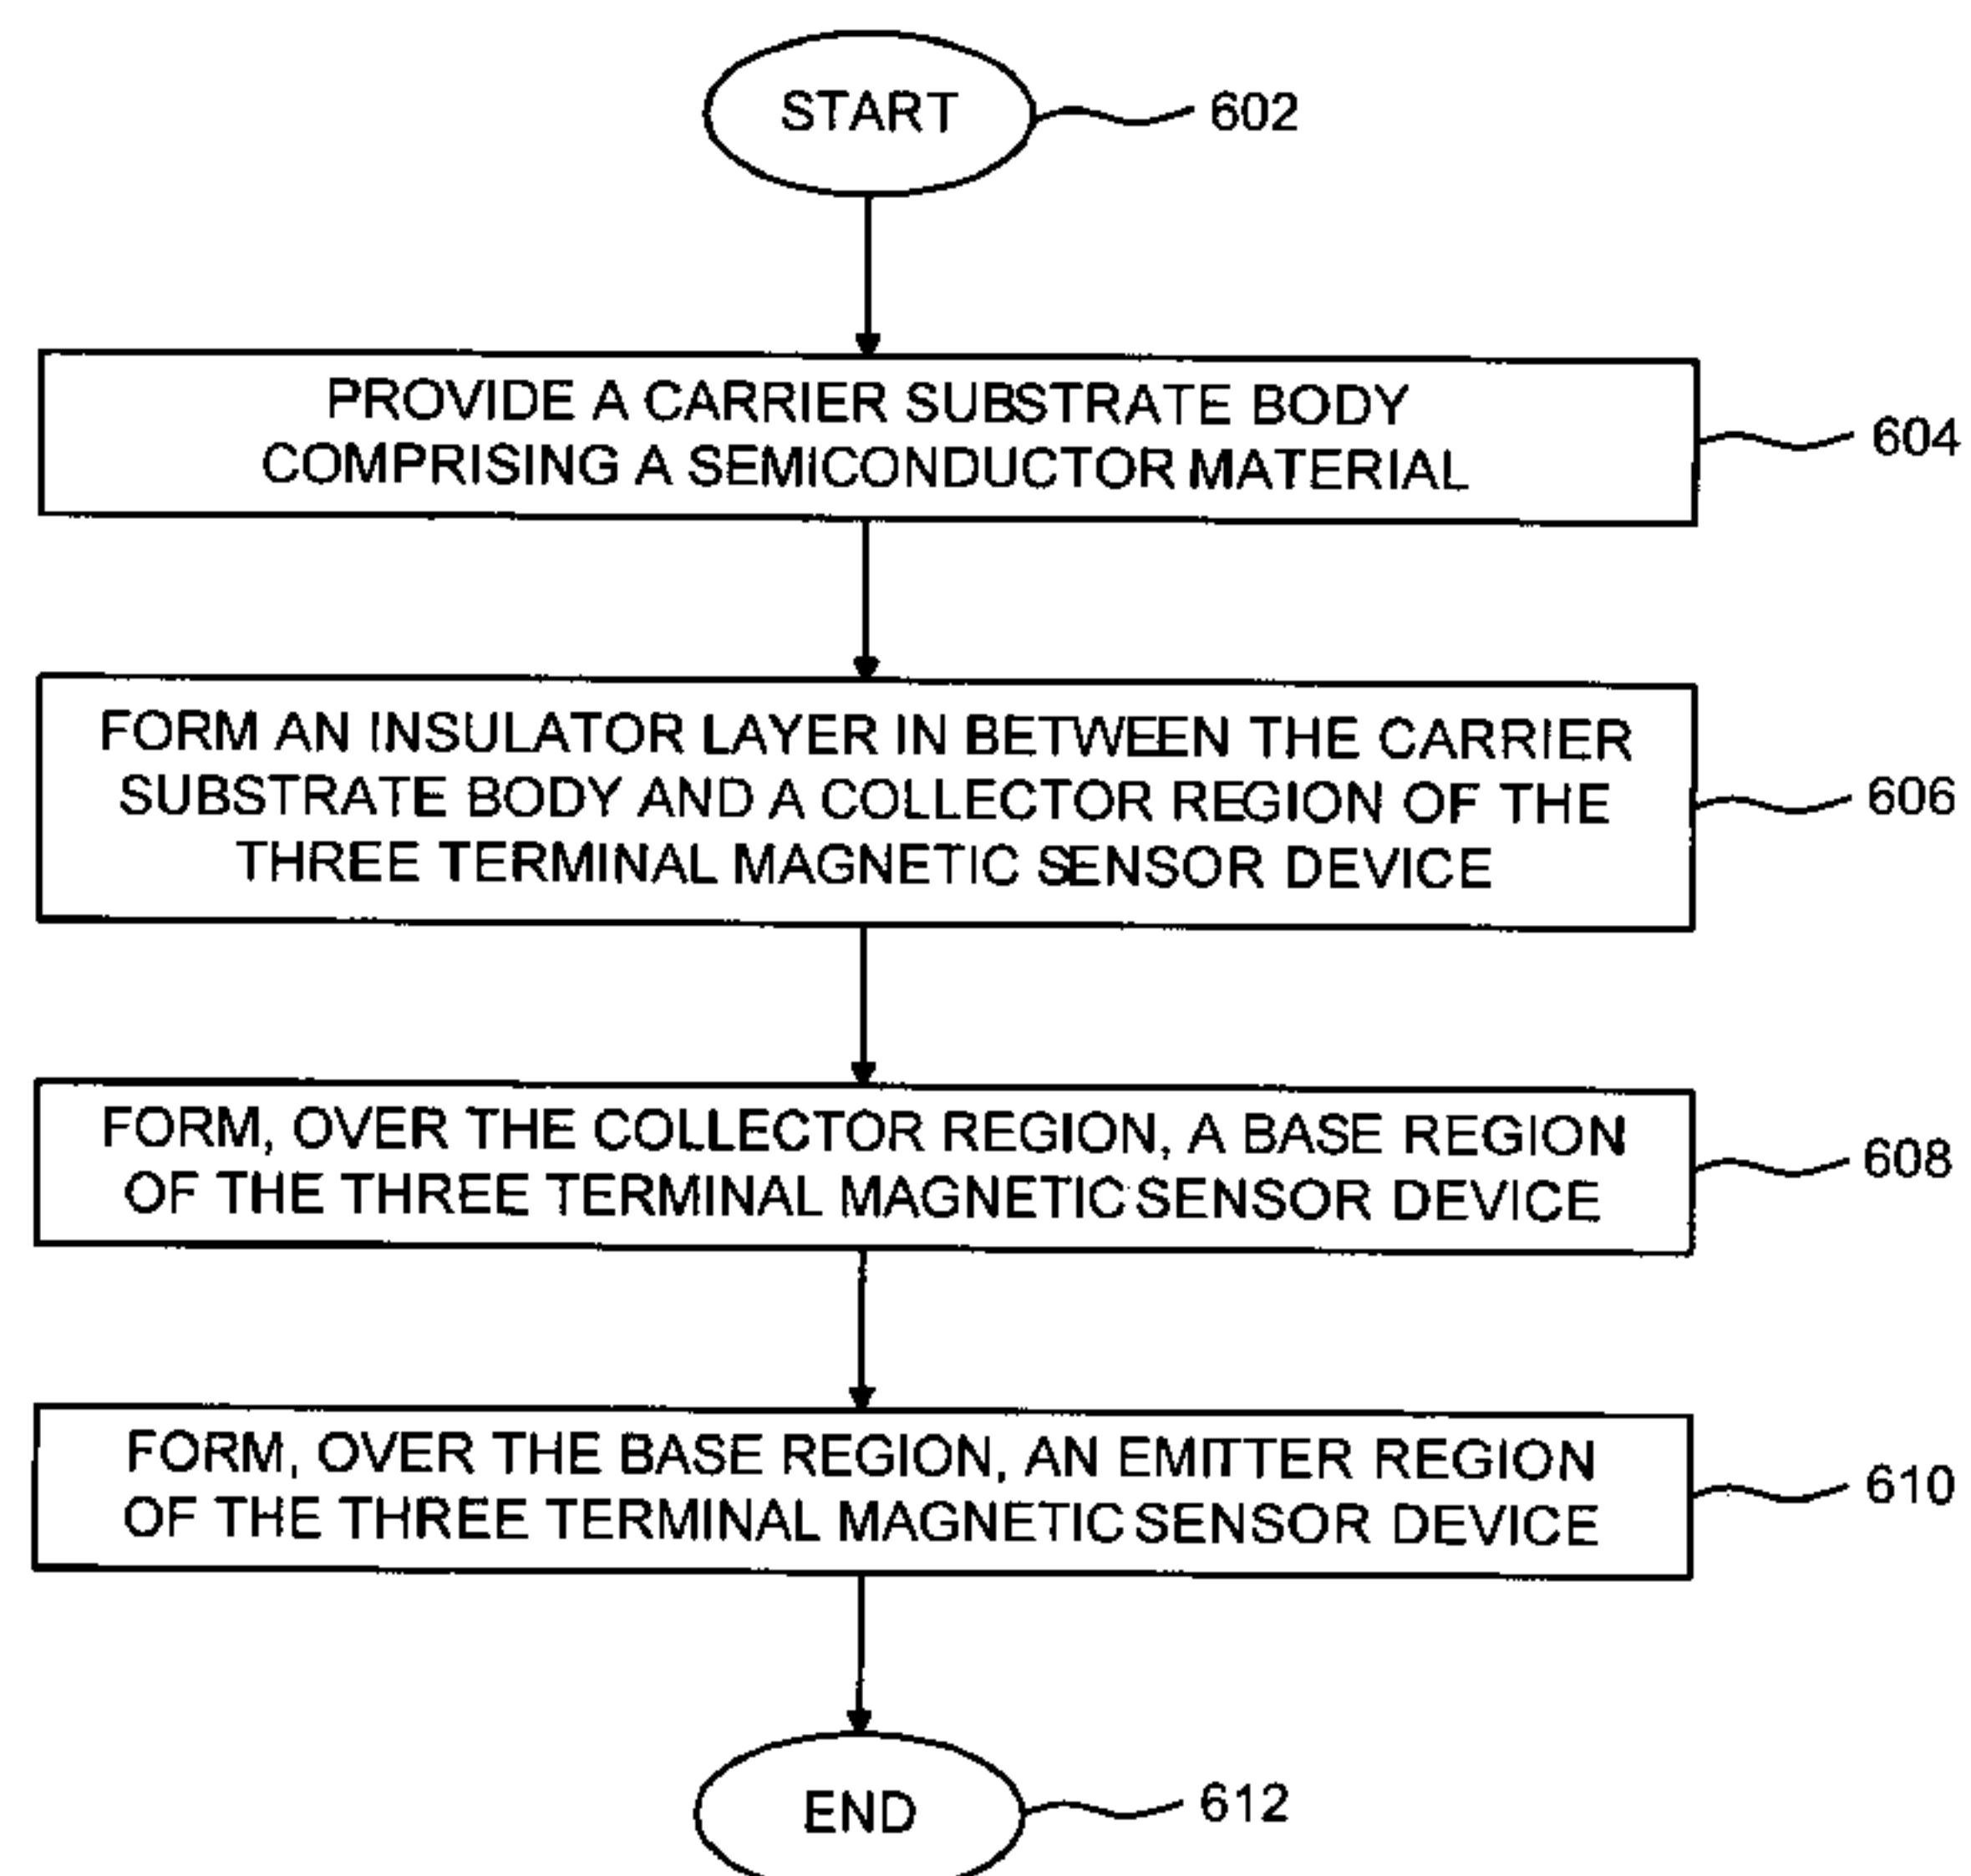 START
602
PROVIDE A CARRIER SUBSTRATE BODY
COMPRISING A SEMICONDUCTOR MATERIAL
604
FORM AN INSULATOR LAYER IN BETWEEN THE CARRIER
SUBSTRATE BODY AND A COLLECTOR REGION OF THE
THREE TERMINAL MAGNETIC SENSOR DEVICE
606
FORM, OVER THE COLLECTOR REGION, A BASE REGION
OF THE THREE TERMINAL MAGNETIC SENSOR DEVICE
608
FORM, OVER THE BASE REGION, AN EMITTER REGION
OF THE THREE TERMINAL MAGNETIC SENSOR DEVICE
610
END
612